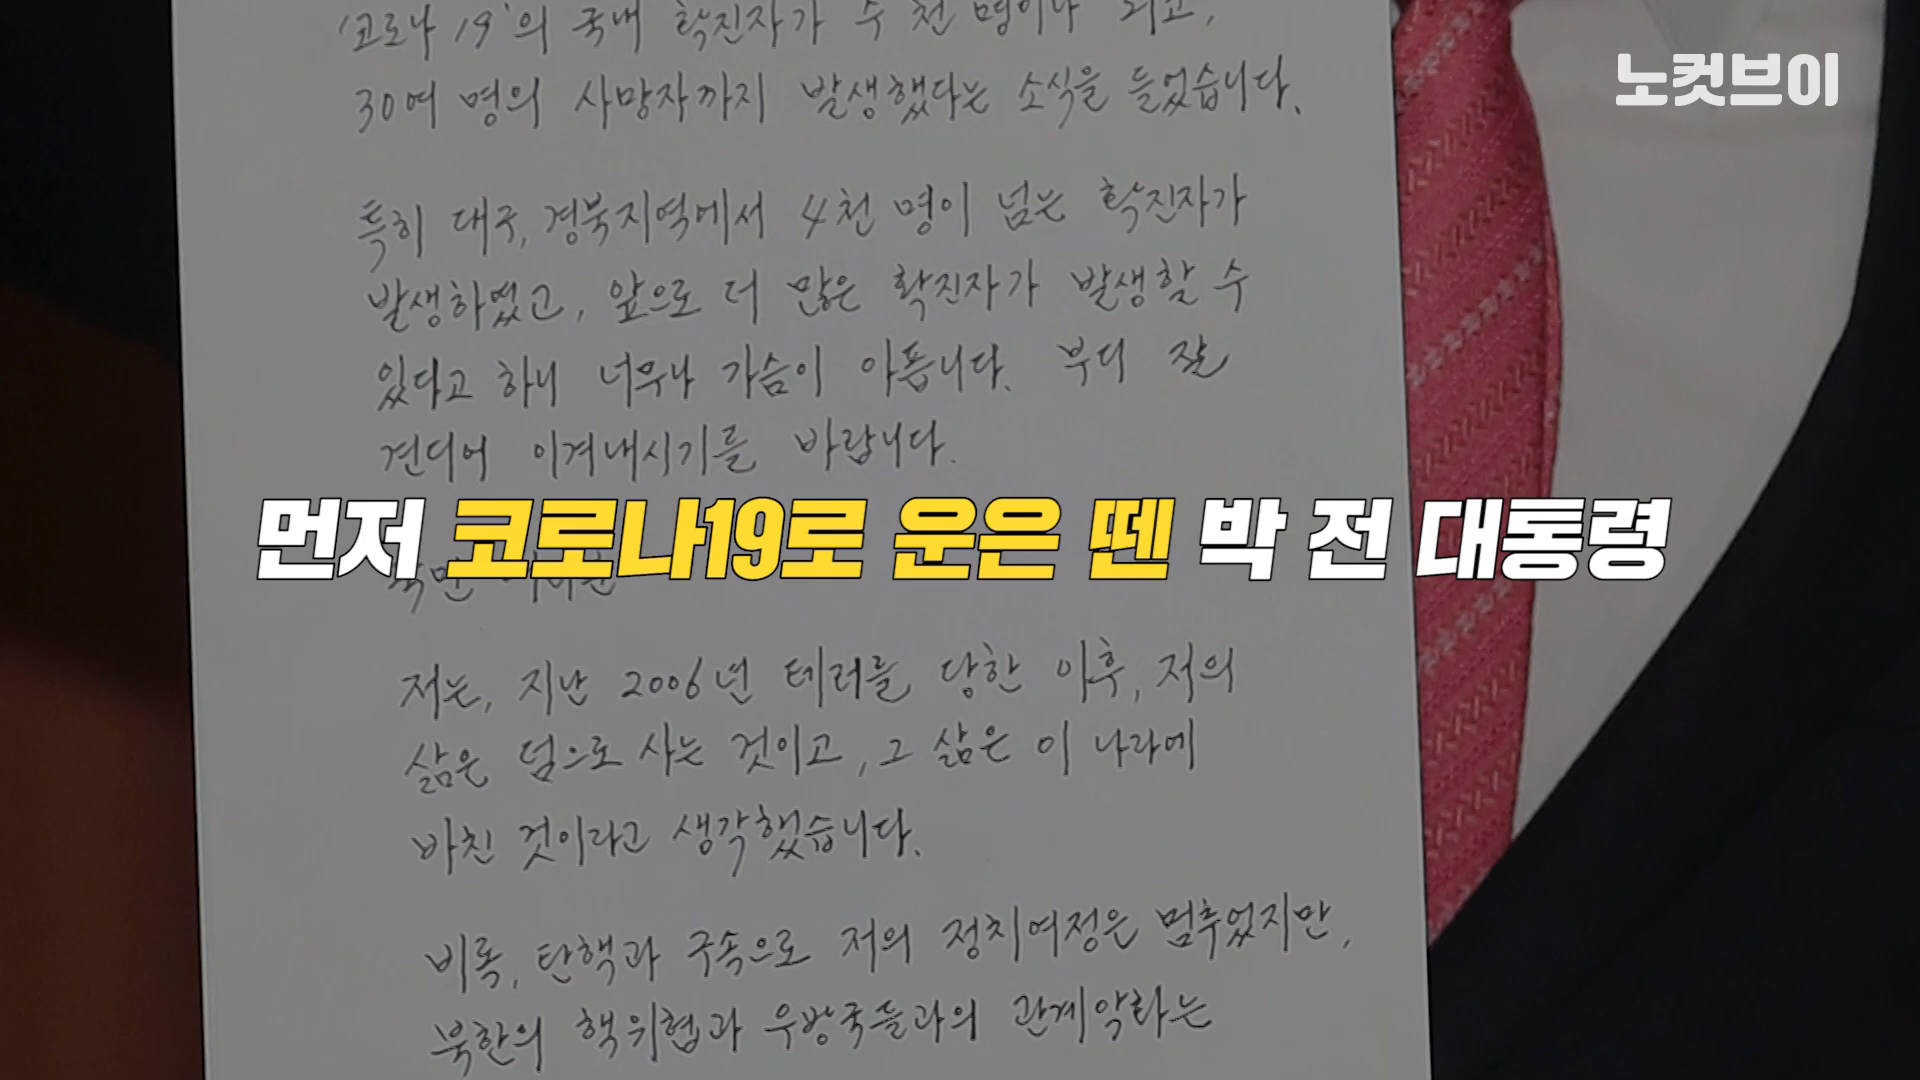 '코로나 19'의 국내 확진자가 수 천 명이나 되고,
30여 명의 사망자까지 발생했다는 소식을 들었습니다.
노컷브이
특히 대구, 경북지역에서 4천 명이 넘는 확진자가
발생하였고, 앞으로 더 많은 확진자가 발생할 수
있다고 하니 너무나 가슴이 아픕니다. 부디 잘
견디어 이겨내시기를 바랍니다.
먼저 코로나19로 운은 뗀 박 전 대통령
저는, 지난 2006년 테러를 당한 이후, 저의
삶은 덤으로 사는 것이고, 그 삶은 이 나라에
바친 것이라고 생각했습니다.
비록, 탄핵과 구속으로 저의 정치여정은 멈추었지만,
북한의 핵위협과 우방국들과의 관계악화는